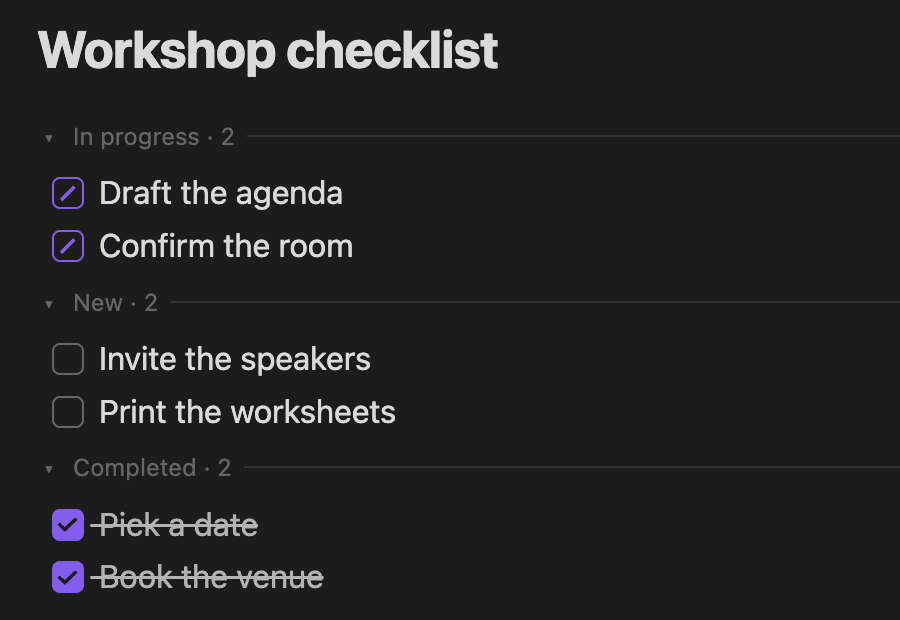 Workshop checklist
In progress · 2
Draft the agenda
Confirm the room
New · 2
Invite the speakers
Print the worksheets
Completed · 2
Pick a date
Book the venue